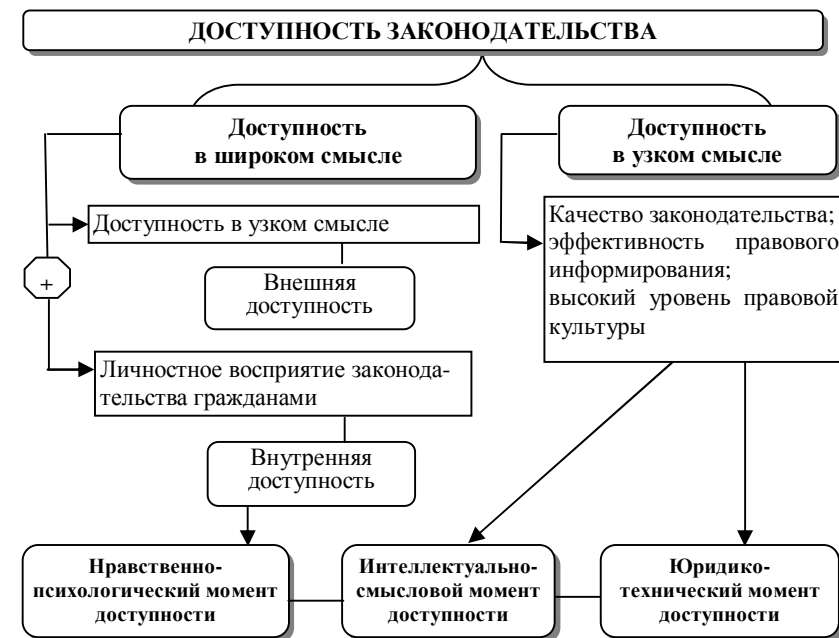 ДОСТУПНОСТЬ ЗАКОНОДАТЕЛЬСТВА
Доступность
в широком смысле
Доступность
в узком смысле
Доступность в узком смысле
Внешняя
доступность
+
Личностное восприятие законода-
тельства гражданами
Внутренняя
доступность
Качество законодательства;
эффективность правового
информирования;
высокий уровень правовой
культуры
Нравственно-
психологический момент
доступности
Интеллектуально-
смысловой момент
доступности
Юридико-
технический момент
доступности